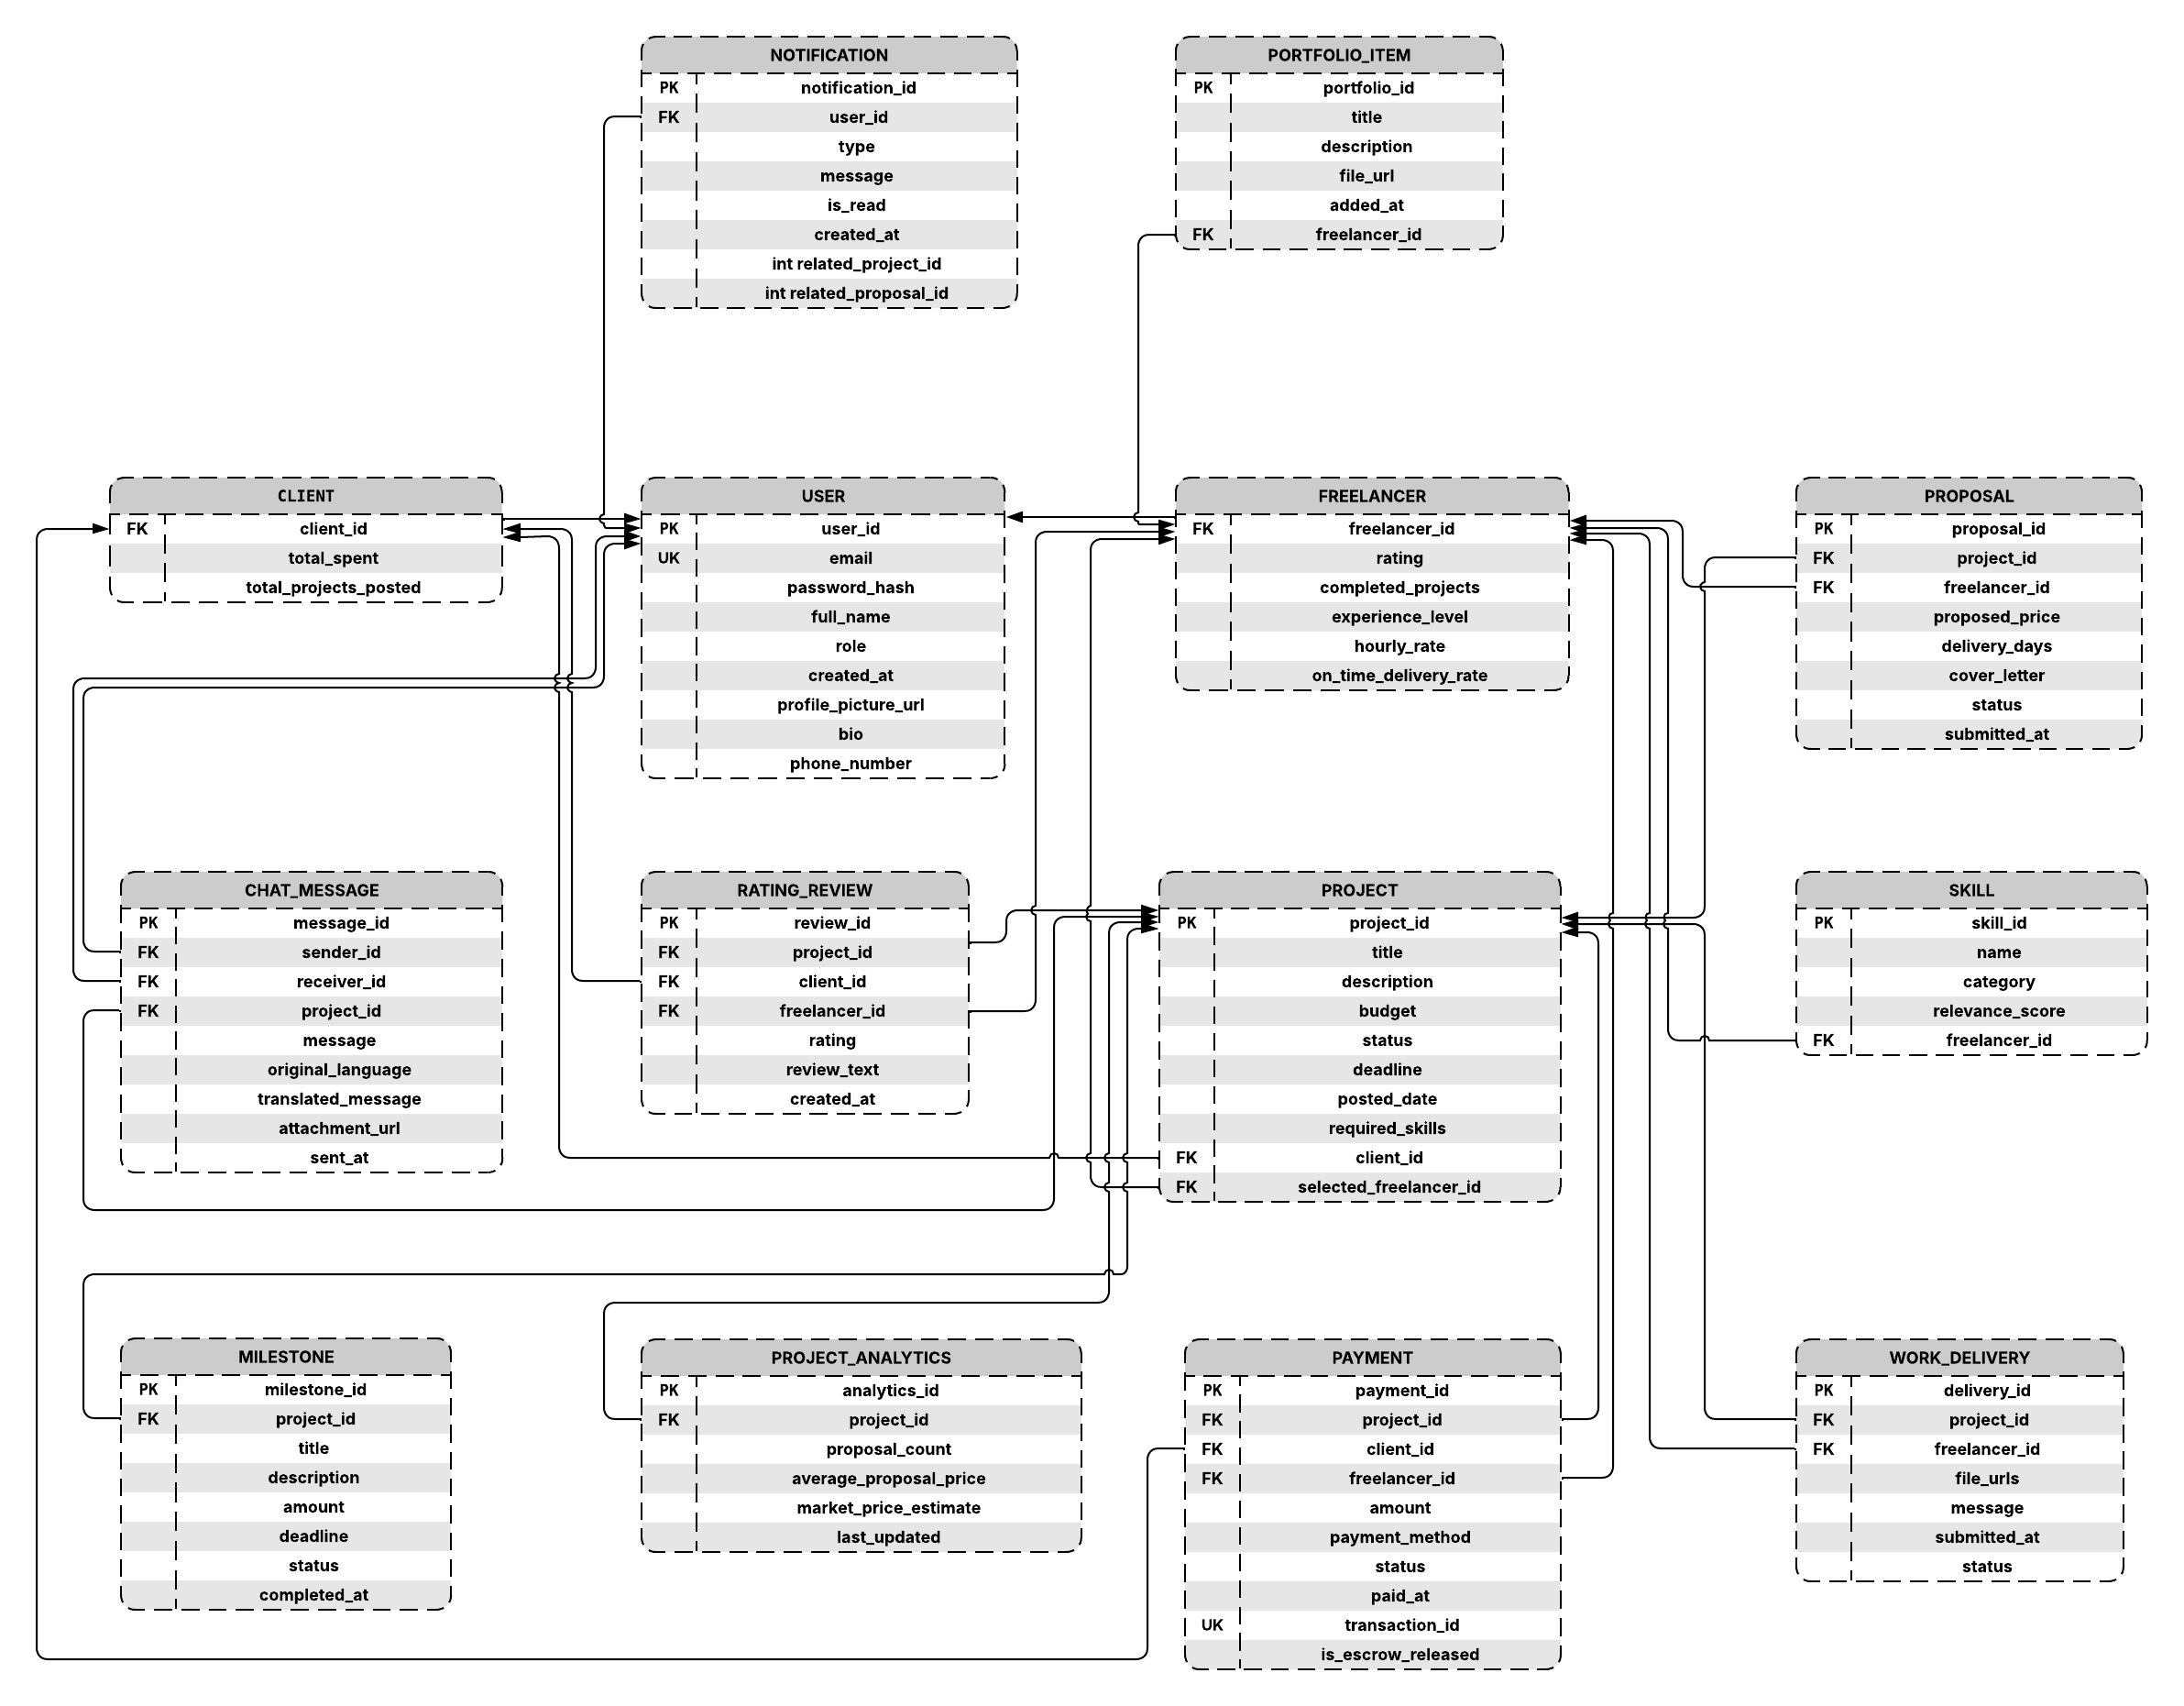 NOTIFICATION
PK notification_id
FK user_id
type
message
is_read
created_at
int related_project_id
int related_proposal_id
PORTFOLIO_ITEM
PK portfolio_id
title
description
file_url
added_at
FK freelancer_id
CLIENT
FK client_id
total_spent
total_projects_posted
USER
PK user_id
UK email
password_hash
full_name
role
created_at
profile_picture_url
bio
phone_number
FREELANCER
FK freelancer_id
rating
completed_projects
experience_level
hourly_rate
on_time_delivery_rate
PROPOSAL
PK proposal_id
FK project_id
FK freelancer_id
proposed_price
delivery_days
cover_letter
status
submitted_at
CHAT_MESSAGE
PK message_id
FK sender_id
FK receiver_id
FK project_id
message
original_language
translated_message
attachment_url
sent_at
RATING_REVIEW
PK review_id
FK project_id
FK client_id
FK freelancer_id
rating
review_text
created_at
PROJECT
PK project_id
title
description
budget
status
deadline
posted_date
required_skills
FK client_id
FK selected_freelancer_id
SKILL
PK skill_id
name
category
relevance_score
FK freelancer_id
MILESTONE
PK milestone_id
FK project_id
title
description
amount
deadline
status
completed_at
PROJECT_ANALYTICS
PK analytics_id
FK project_id
proposal_count
average_proposal_price
market_price_estimate
last_updated
PAYMENT
PK payment_id
FK project_id
FK client_id
FK freelancer_id
amount
payment_method
status
paid_at
UK transaction_id
is_escrow_released
WORK_DELIVERY
PK delivery_id
FK project_id
FK freelancer_id
file_urls
message
submitted_at
status